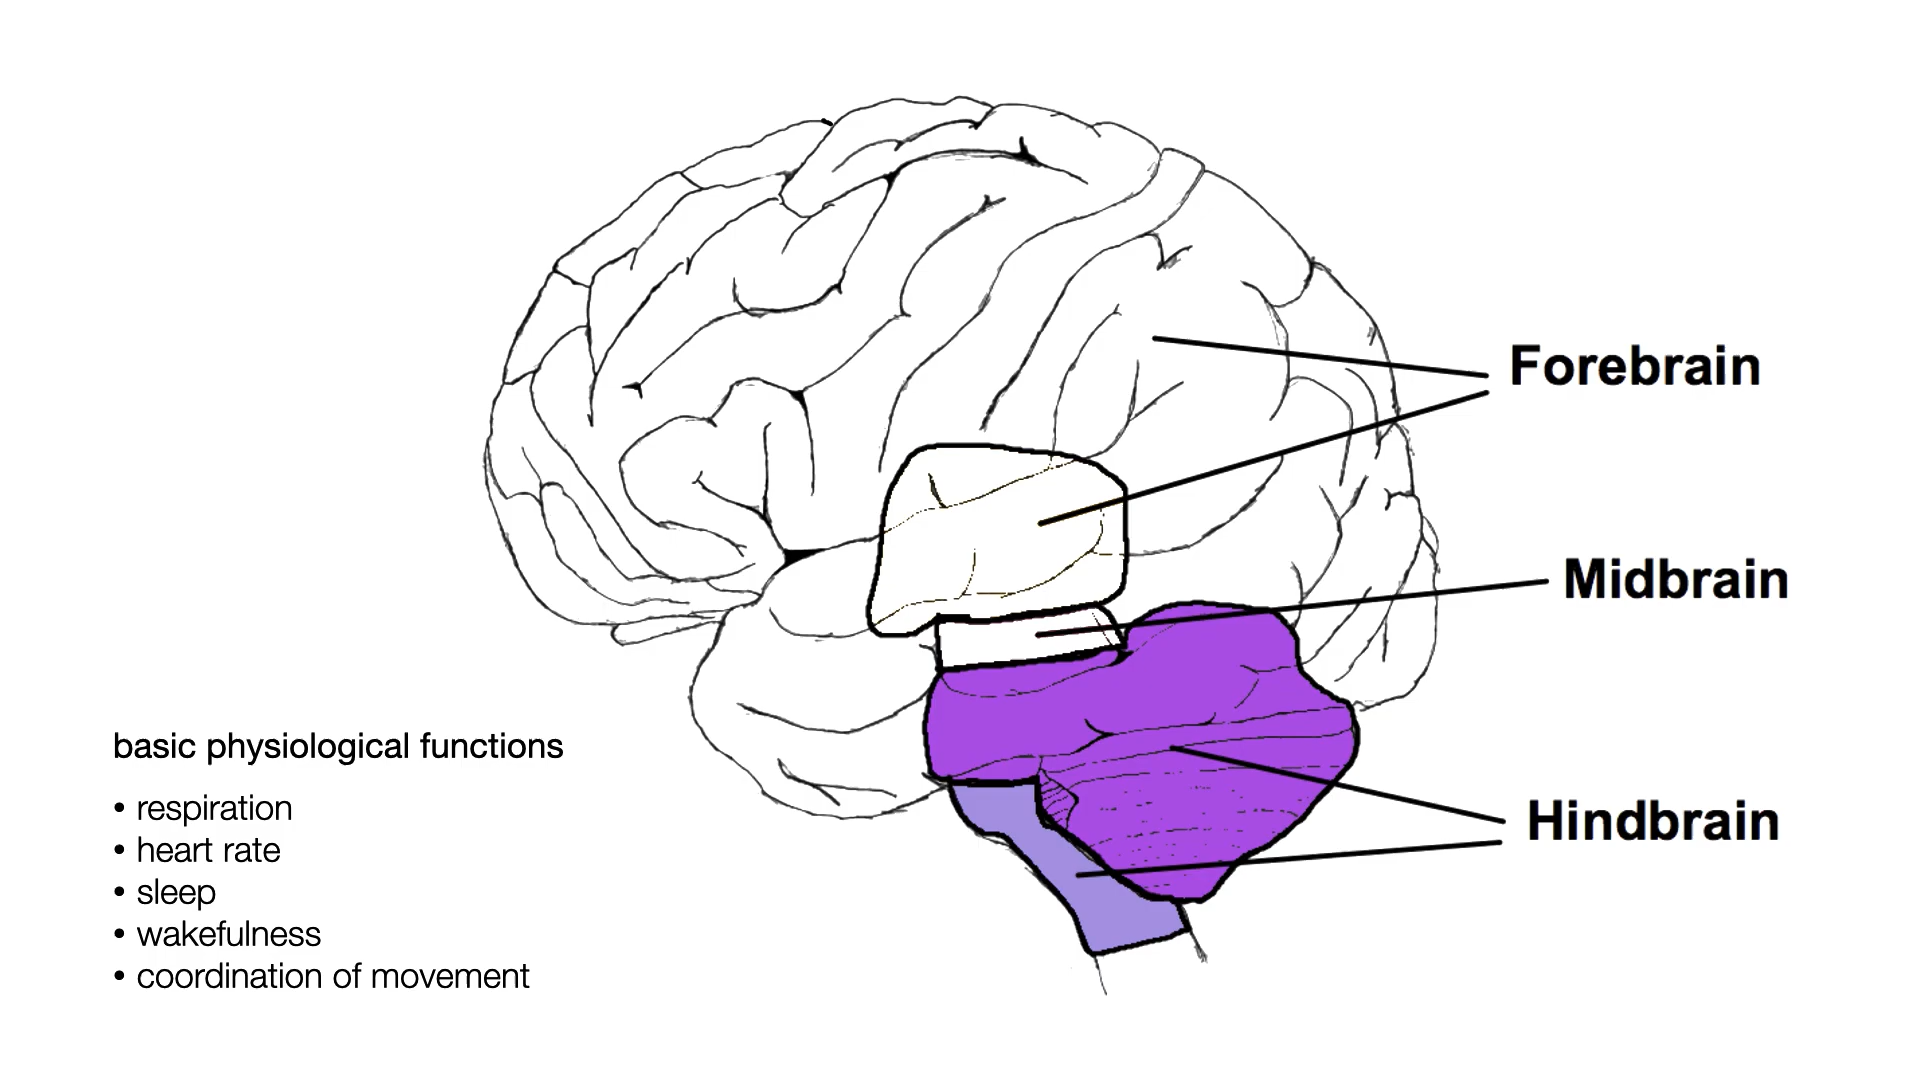 Forebrain
Midbrain
Hindbrain
basic physiological functions
• respiration
• heart rate
• sleep
• wakefulness
• coordination of movement